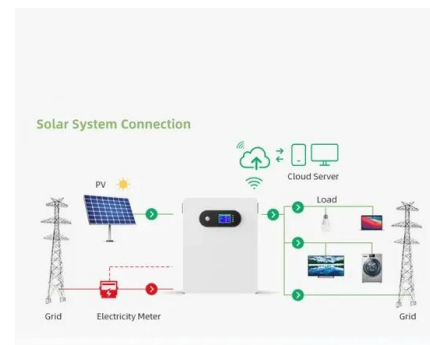 Solar System Connection
Cloud Server
PV
Load
Grid
Electricity Meter
Grid